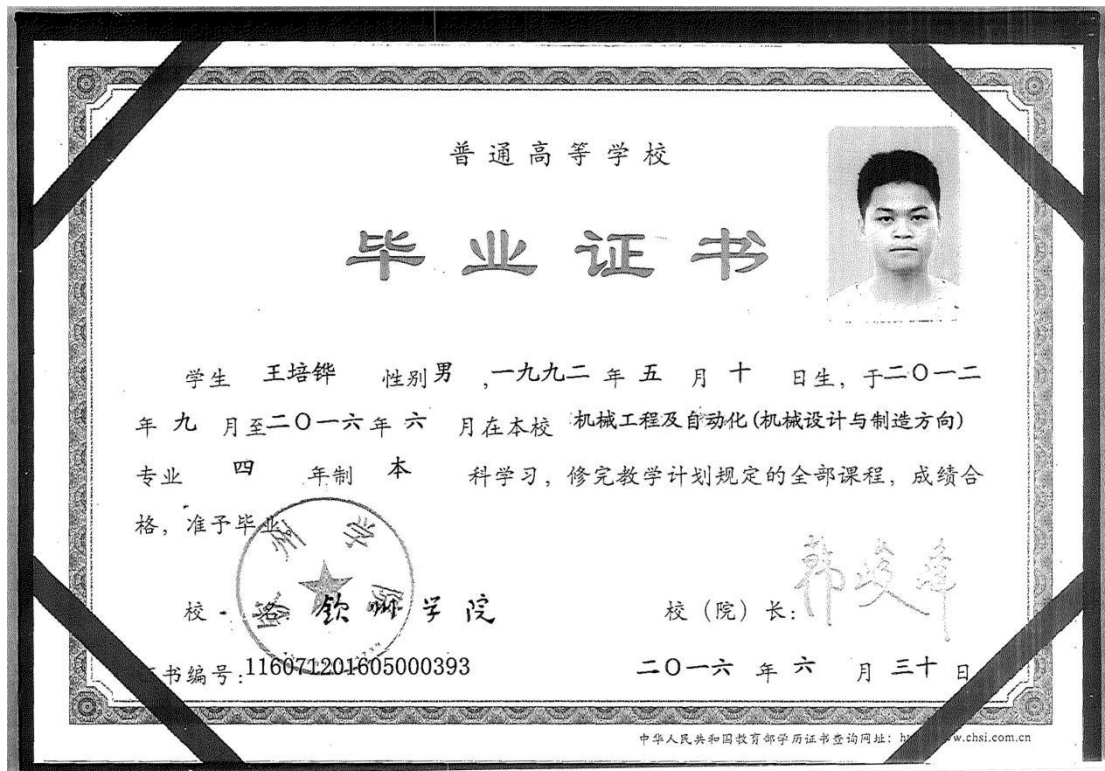 普通高等学校
毕业证书
学生 王培铧 性别男,一九九二 年 五 月 十 日生，于二〇一二
年 九 月至二〇一六年 六 月在本校 机械工程及自动化(机械设计与制造方向)
专业 四 年制 本 科学习，修完教学计划规定的全部课程，成绩合
格，准予毕业
校 钦州学院 校（院）长：
书编号：116071201605000393 二〇一六 年 六 月 三十 日
中华人民共和国教育部学历证书查询网址：
www.chsi.com.cn